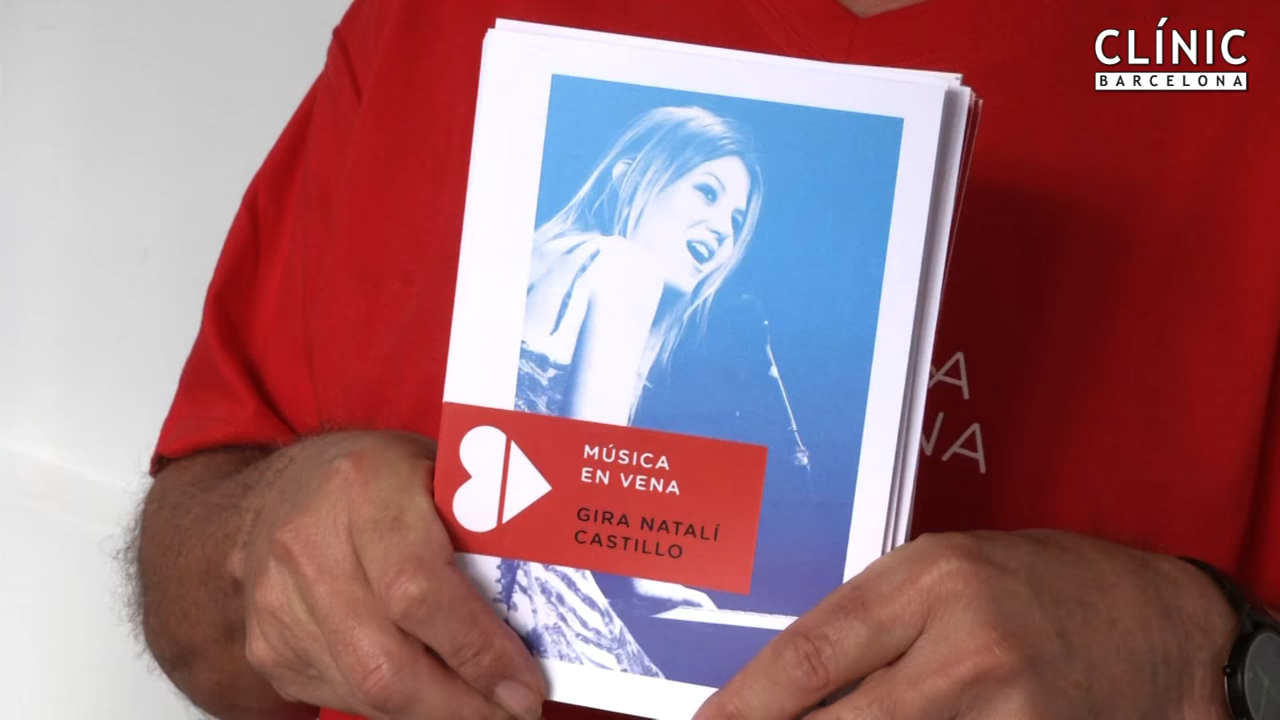 CLÍNIC
BARCELONA
MÚSICA
EN VENA
GIRA NATALÍ
CASTILLO